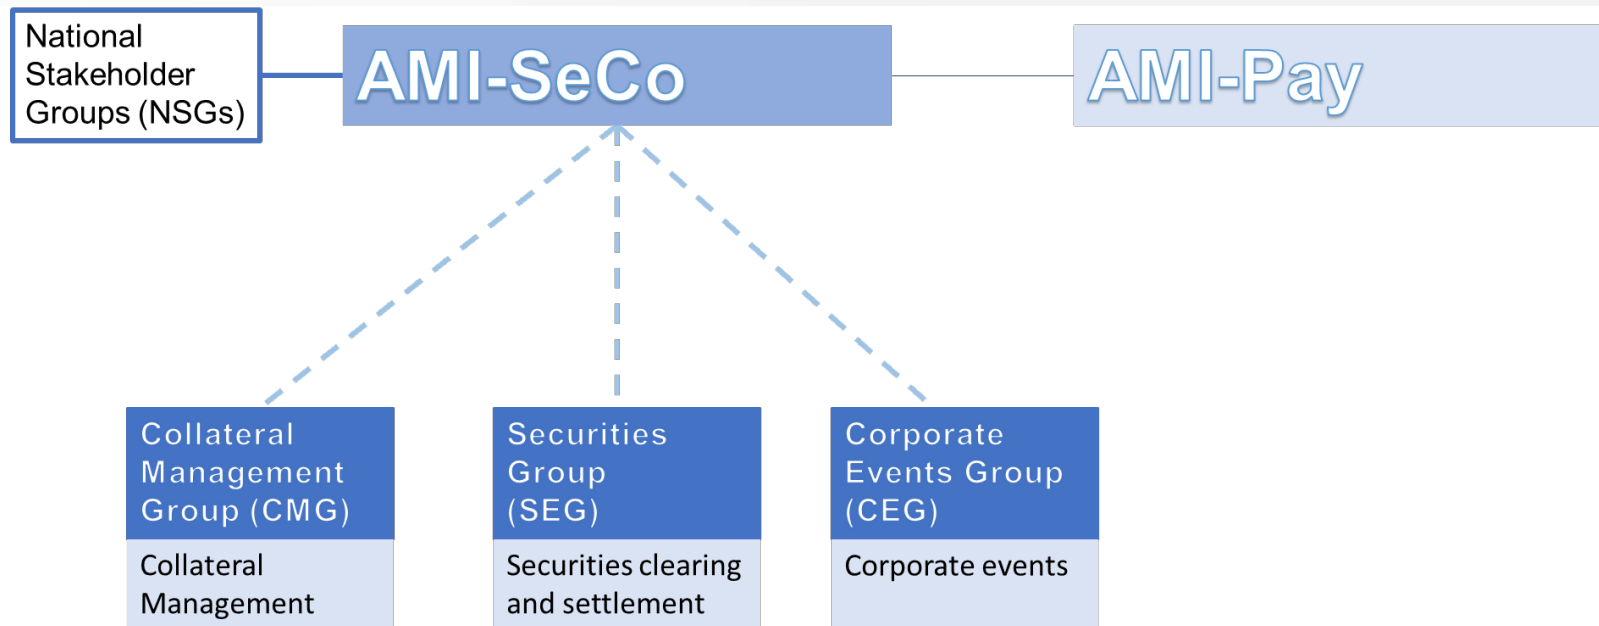 National
Stakeholder
Groups (NSGs)
AMI-SeCo
AMI-Pay
Collateral
Management
Group (CMG)
Collateral
Management
Securities
Group
(SEG)
Securities clearing
and settlement
Corporate
Events Group
(CEG)
Corporate events